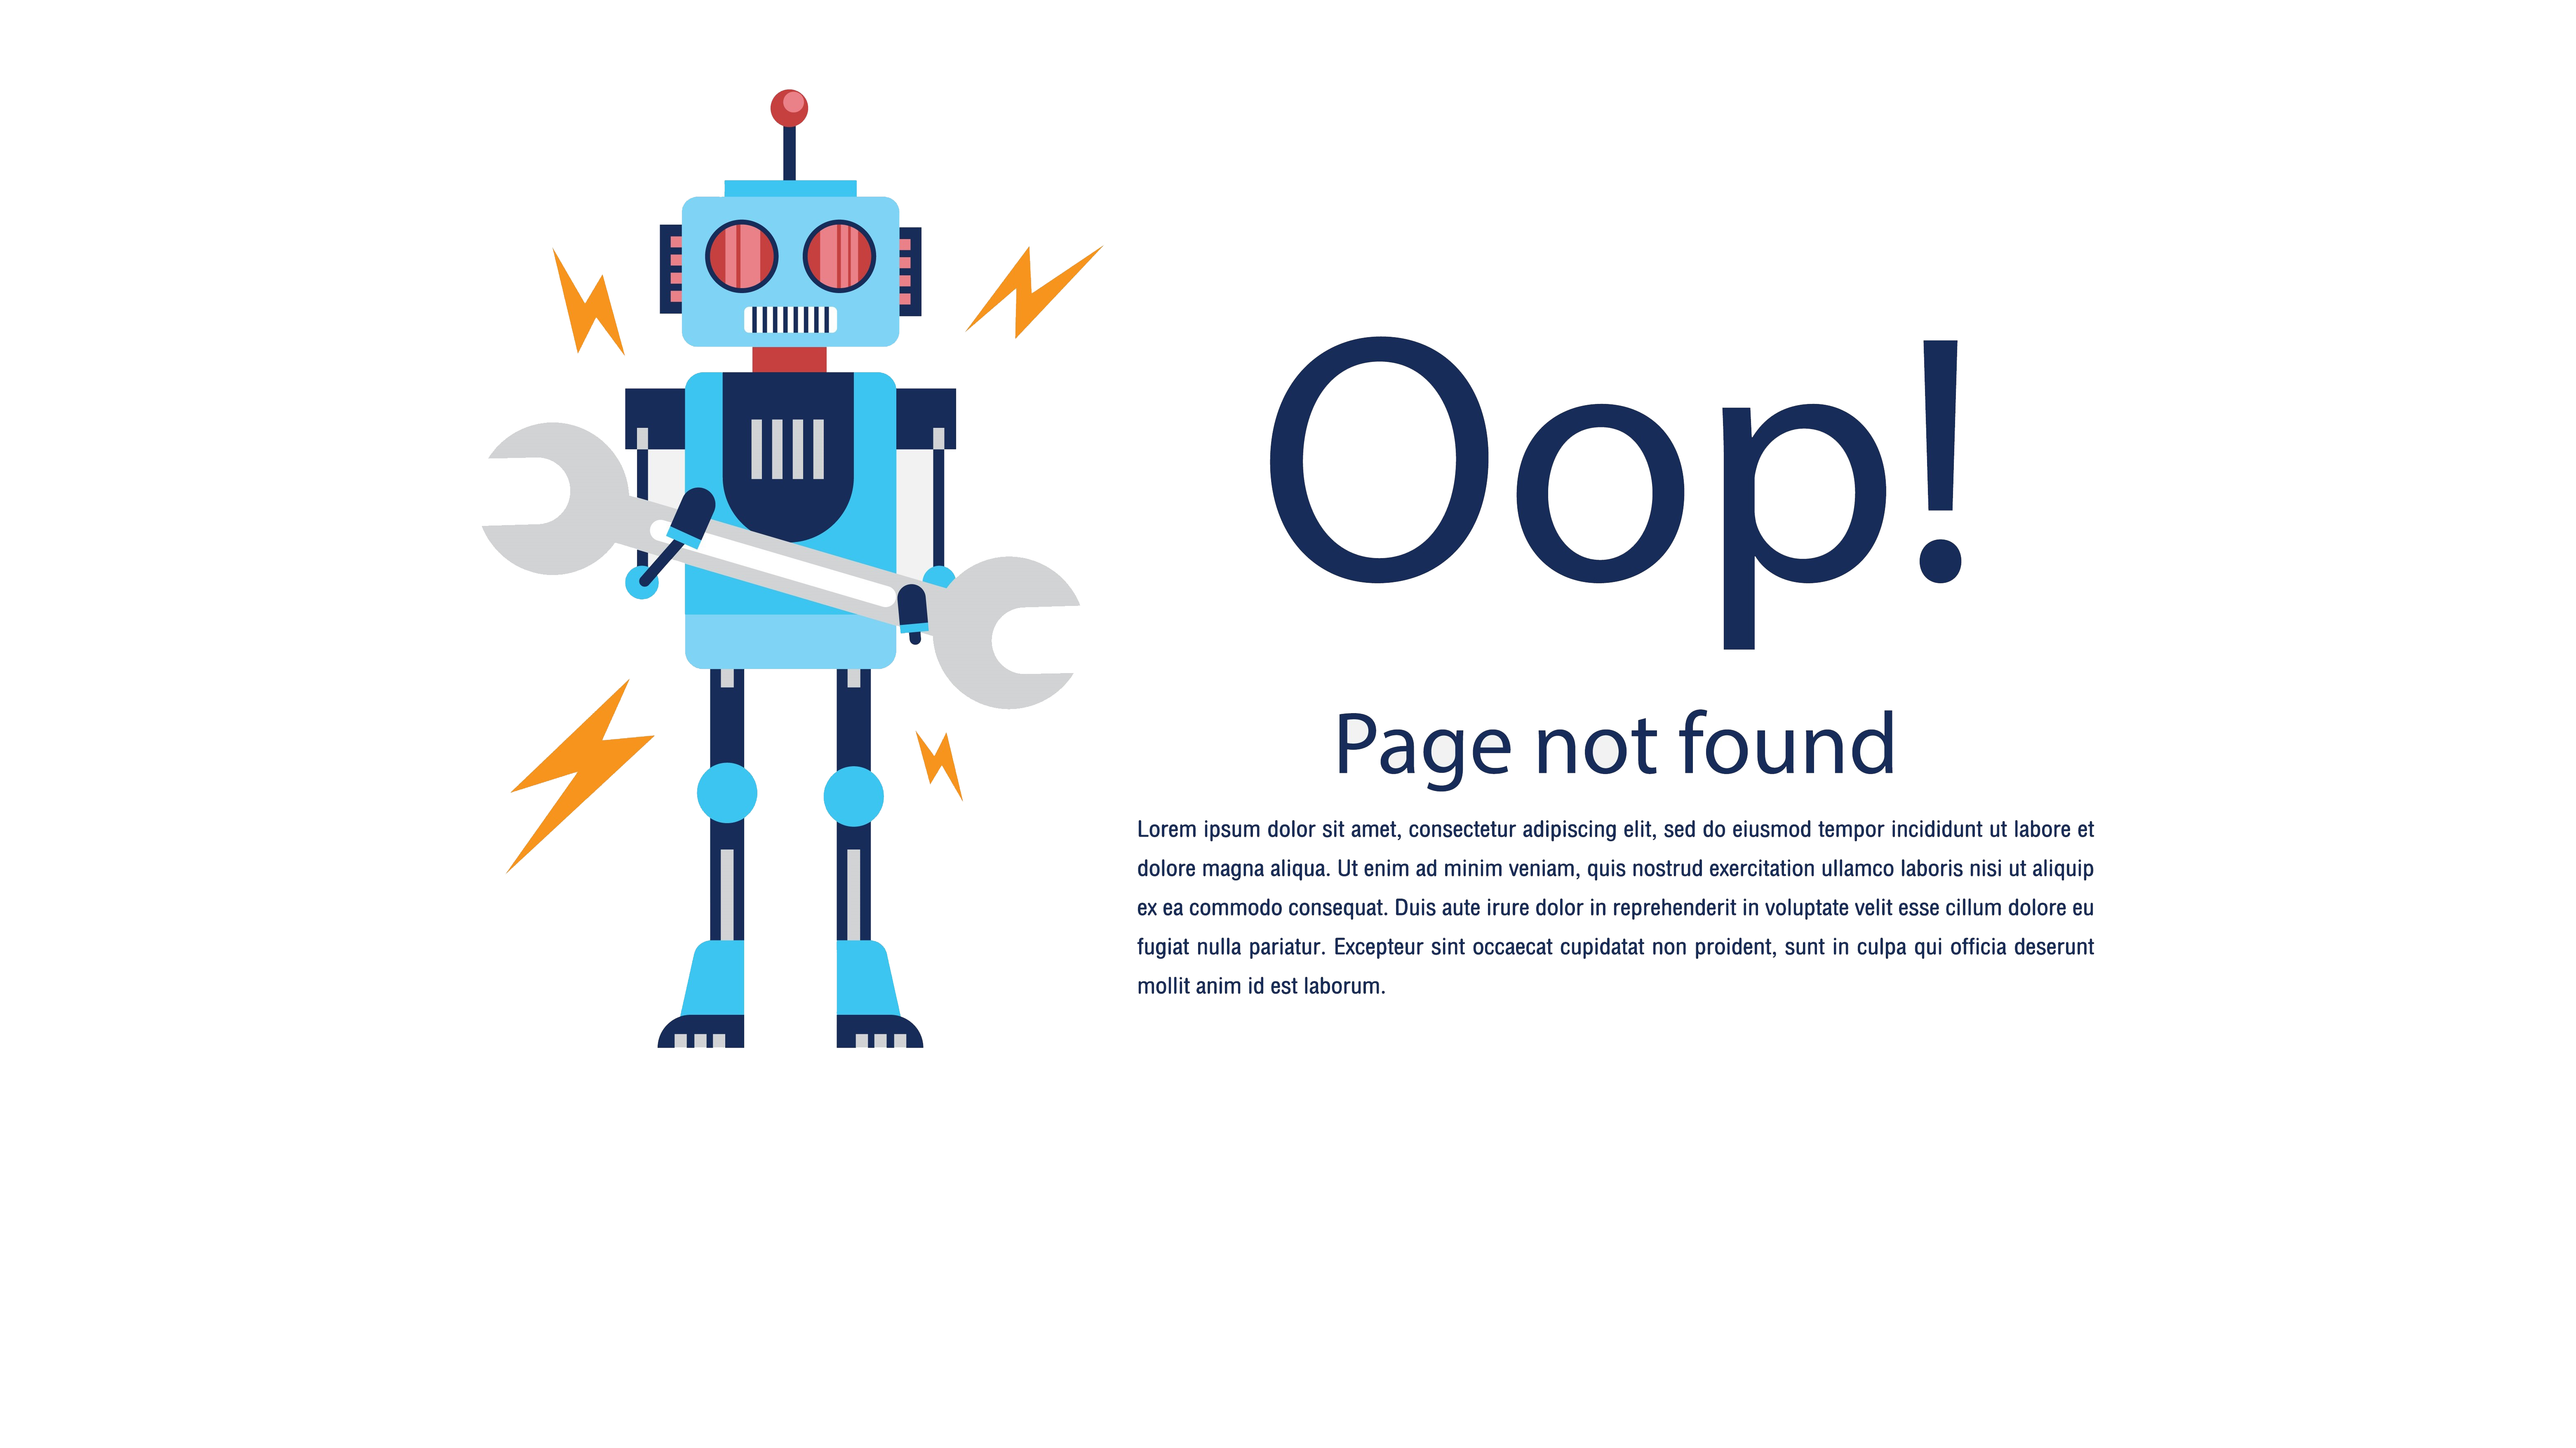 Oop!
Page not found
Lorem ipsum dolor sit amet, consectetur adipiscing elit, sed do eiusmod tempor incididunt ut labore et
dolore magna aliqua. Ut enim ad minim veniam, quis nostrud exercitation ullamco laboris nisi ut aliquip
ex ea commodo consequat. Duis aute irure dolor in reprehenderit in voluptate velit esse cillum dolore eu
fugiat nulla pariatur. Excepteur sint occaecat cupidatat non proident, sunt in culpa qui officia deserunt
mollit anim id est laborum.